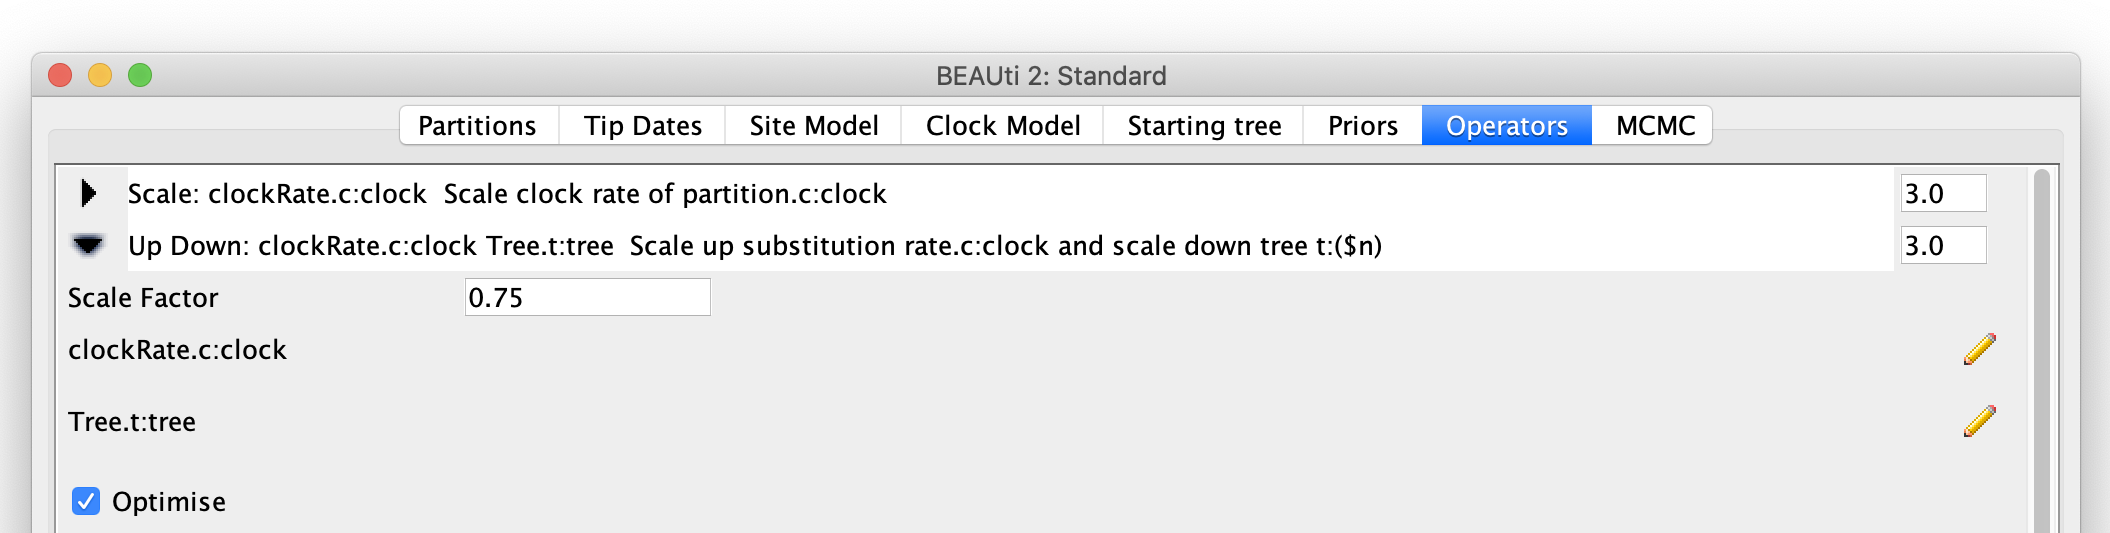 BEAUti 2: Standard
Partitions Tip Dates Site Model Clock Model Starting tree Priors Operators MCMC
Scale: clockRate.c:clock Scale clock rate of partition.c:clock 3.0
Up Down: clockRate.c:clock Tree.t:tree Scale up substitution rate.c:clock and scale down tree t:($n) 3.0
Scale Factor 0.75
clockRate.c:clock
Tree.t:tree
Optimise